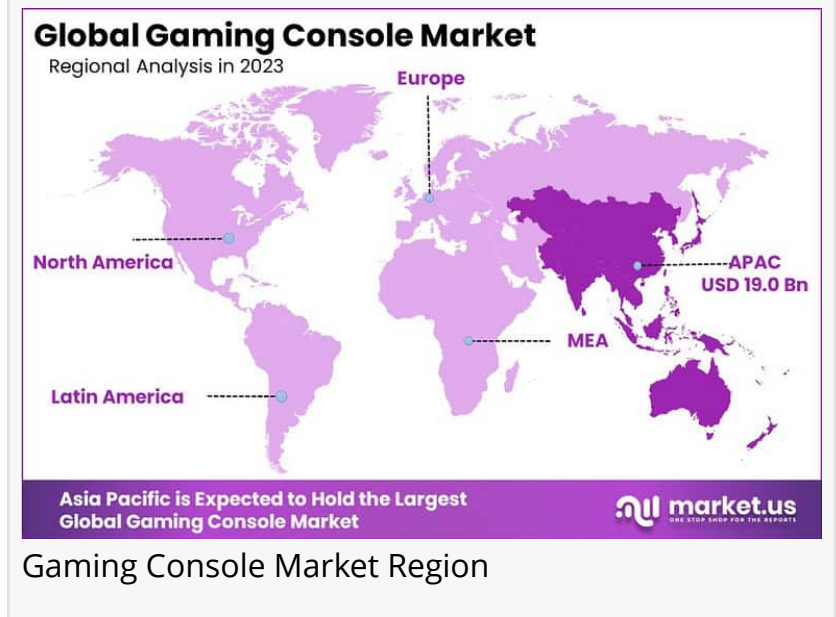 Global Gaming Console Market
Regional Analysis in 2023
Europe
North America
APAC
USD 19.0 Bn
MEA
Latin America
Asia Pacific is Expected to Hold the Largest
Global Gaming Console Market
market.us
ONE STOP SHOP FOR THE REPORTS
Gaming Console Market Region